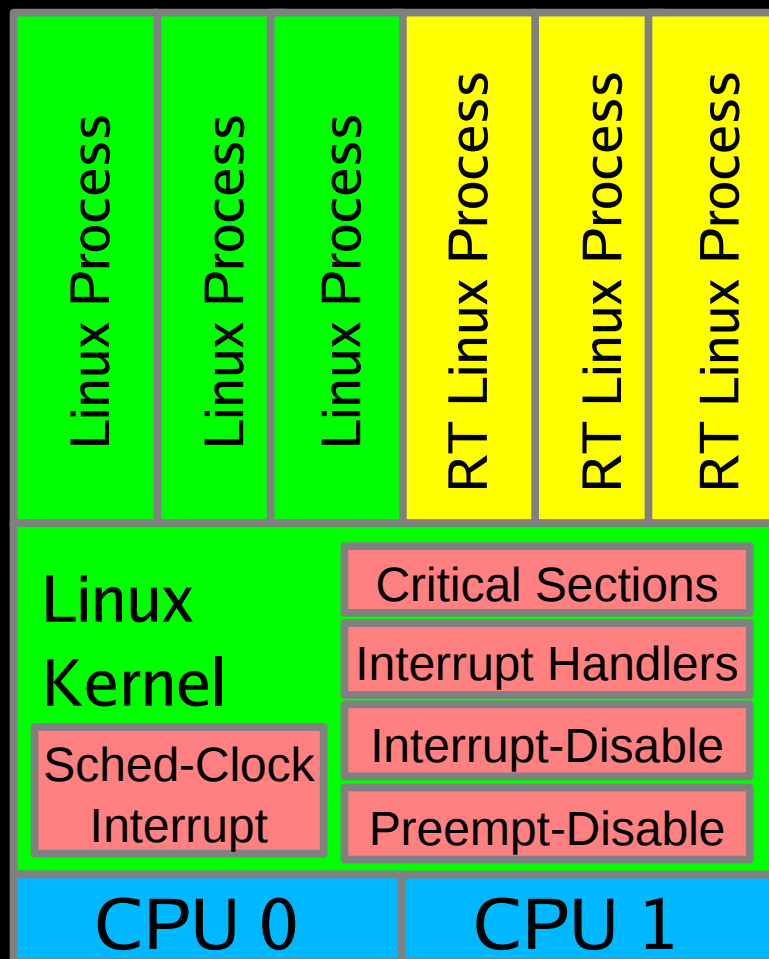 Linux Process
Linux Process
Linux Process
RT Linux Process
RT Linux Process
RT Linux Process
Linux
Kernel
Sched-Clock
Interrupt
Critical Sections
Interrupt Handlers
Interrupt-Disable
Preempt-Disable
CPU 0
CPU 1